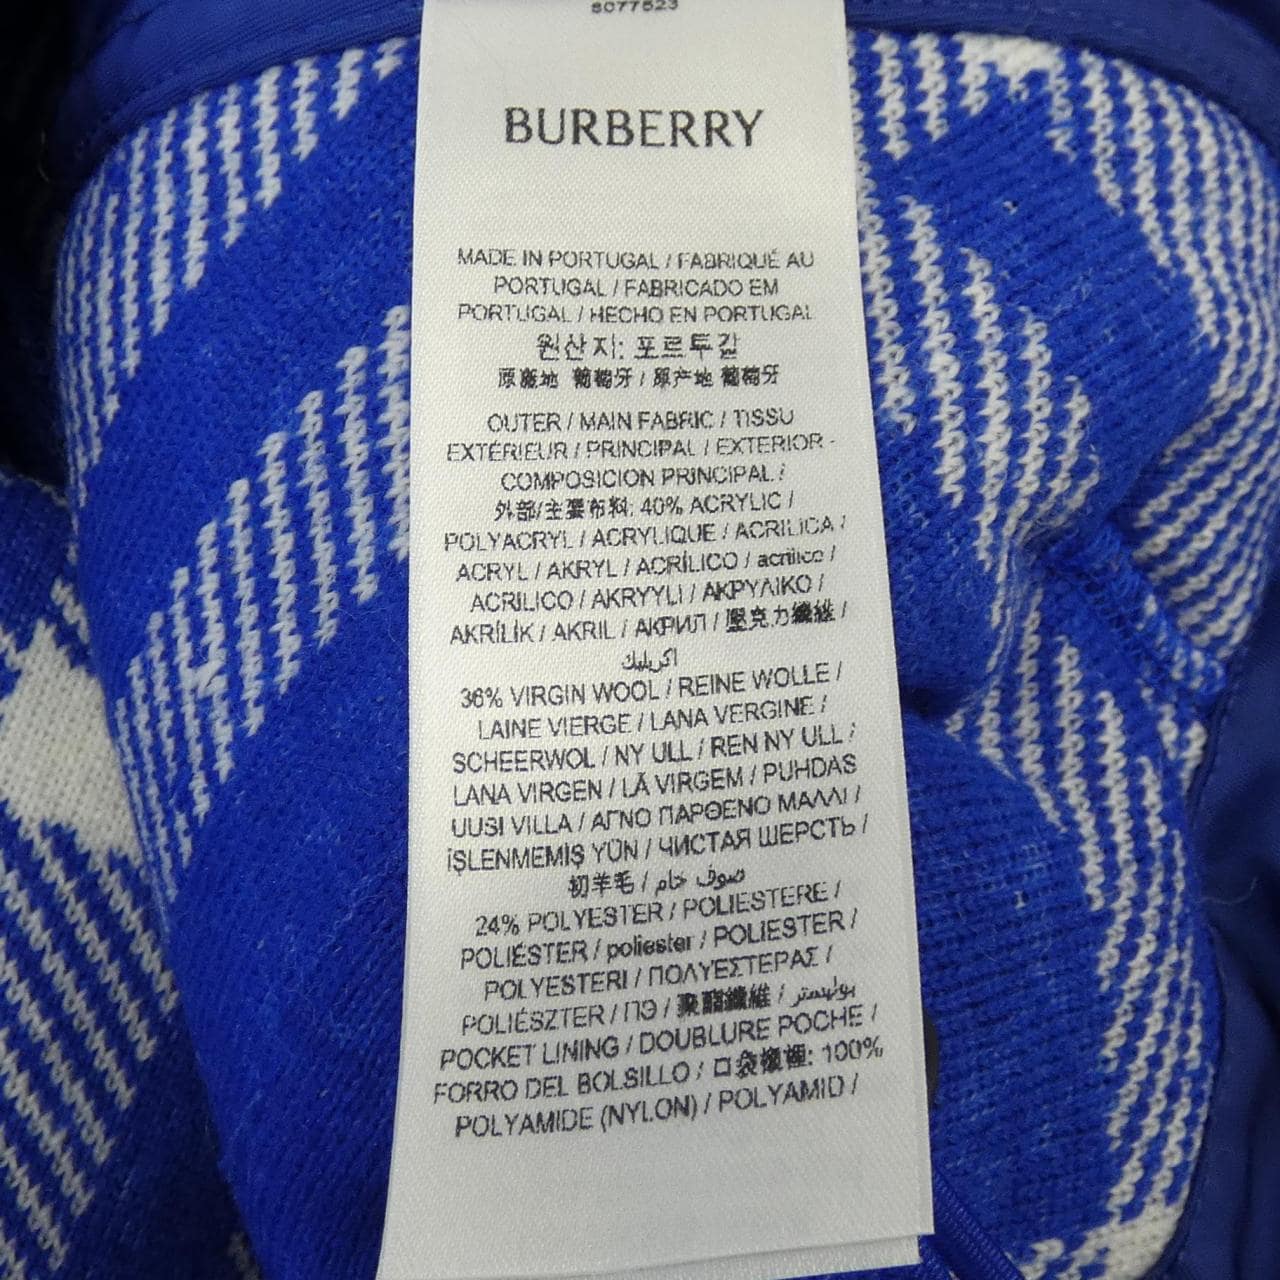 8077523
BURBERRY
MADE IN PORTUGAL / FABRIQUÉ AU
PORTUGAL / FABRICADO EM
PORTUGAL / HECHO EN PORTUGAL
원산지: 포르투갈
原產地 葡萄牙 / 原产地 葡萄牙
OUTER / MAIN FABRIC / TISSU
EXTÉRIEUR / PRINCIPAL / EXTERIOR -
COMPOSICION PRINCIPAL /
外部/主要布料: 40% ACRYLIC /
POLYACRYL / ACRYLIQUE / ACRILICA /
ACRYL / AKRYL / ACRÍLICO / acrílico /
ACRILICO / AKRYYLI / ΑΚΡΥΛΙΚΟ /
AKRİLİK / AKRIL / АКРИЛ / 壓克力纖維 /
اكريليك
36% VIRGIN WOOL / REINE WOLLE /
LAINE VIERGE / LANA VERGINE /
SCHEERWOL / NY ULL / REN NY ULL /
LANA VIRGEN / LÃ VIRGEM / PUHDAS
UUSI VILLA / ΑΓΝΟ ΠΑΡΘΕΝΟ ΜΑΛΛΙ /
İŞLENMEMİŞ YÜN / ЧИСТАЯ ШЕРСТЬ /
初羊毛 / صوف خام
24% POLYESTER / POLIESTERE /
POLIÉSTER / poliester / POLIESTER /
POLYESTERI / ΠΟΛΥΕΣΤΕΡΑΣ /
POLIÉSZTER / ПЭ / 聚酯纖維 / بوليستر
POCKET LINING / DOUBLURE POCHE /
FORRO DEL BOLSILLO / 口袋襯裡: 100%
POLYAMIDE (NYLON) / POLYAMID /